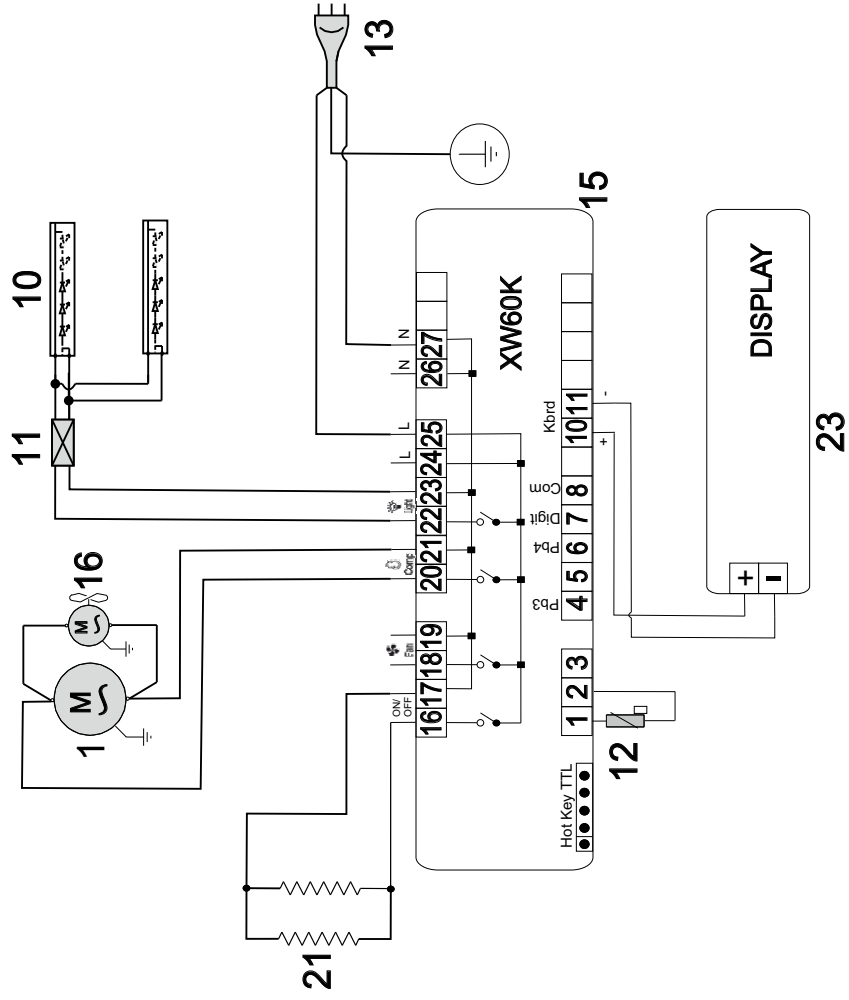 13
10
11
16
M
M
1
15
XW60K
N
N
26 27
L
L
24 25
Light
22 23
Comp
20 21
Fan
18 19
ON/
OFF
16 17
Kbrd
10 11
+
-
Com
8
Digit
7
Pb4
6
5
Pb3
4
1 2 3
Hot Key TTL
12
21
DISPLAY
+
-
23